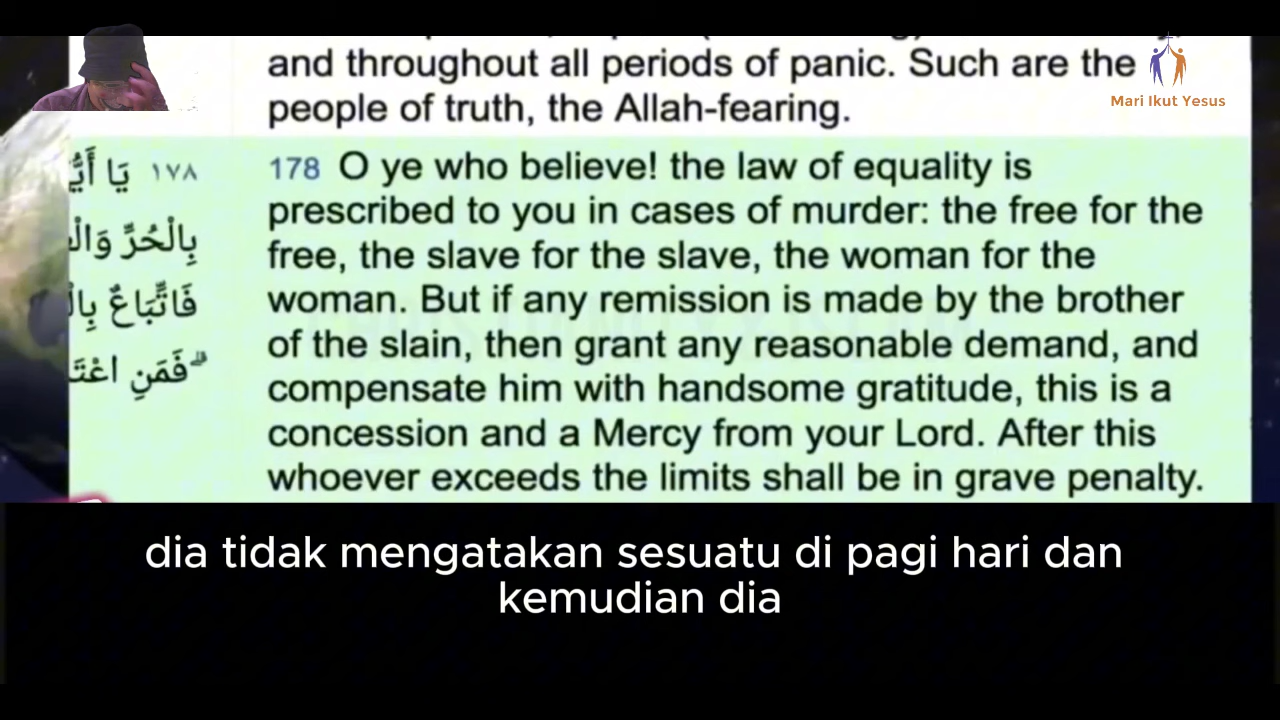 and throughout all periods of panic. Such are the
people of truth, the Allah-fearing.
Mari Ikut Yesus
178 O ye who believe! the law of equality is
prescribed to you in cases of murder: the free for the
free, the slave for the slave, the woman for the
woman. But if any remission is made by the brother
of the slain, then grant any reasonable demand, and
compensate him with handsome gratitude, this is a
concession and a Mercy from your Lord. After this
whoever exceeds the limits shall be in grave penalty.
١٧٨ يَا
بِالْحُرِّ
فَاتِّبَاعٌ
فَمَنِ
dia tidak mengatakan sesuatu di pagi hari dan
kemudian dia